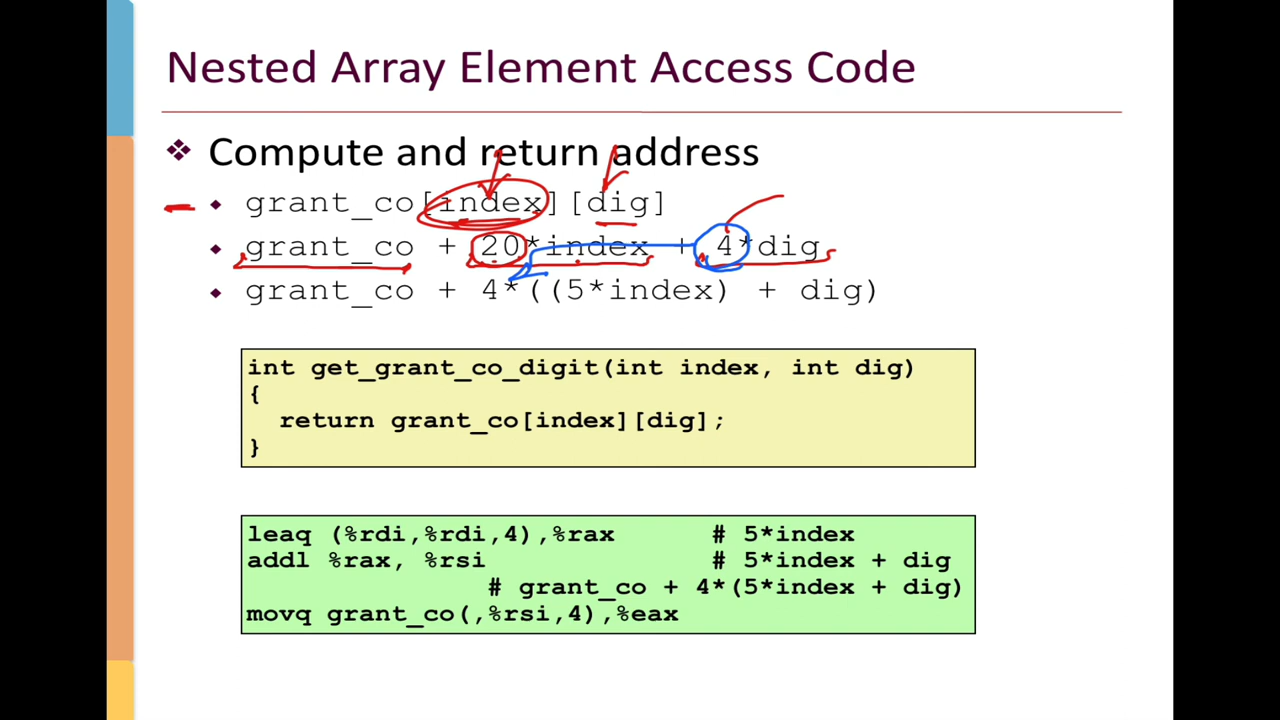 Nested Array Element Access Code
❖ Compute and return address
◆ grant_co[index][dig]
◆ grant_co + 20*index + 4*dig
◆ grant_co + 4*((5*index) + dig)
int get_grant_co_digit(int index, int dig)
{
return grant_co[index][dig];
}
leaq (%rdi,%rdi,4),%rax # 5*index
addl %rax, %rsi # 5*index + dig
# grant_co + 4*(5*index + dig)
movq grant_co(,%rsi,4),%eax